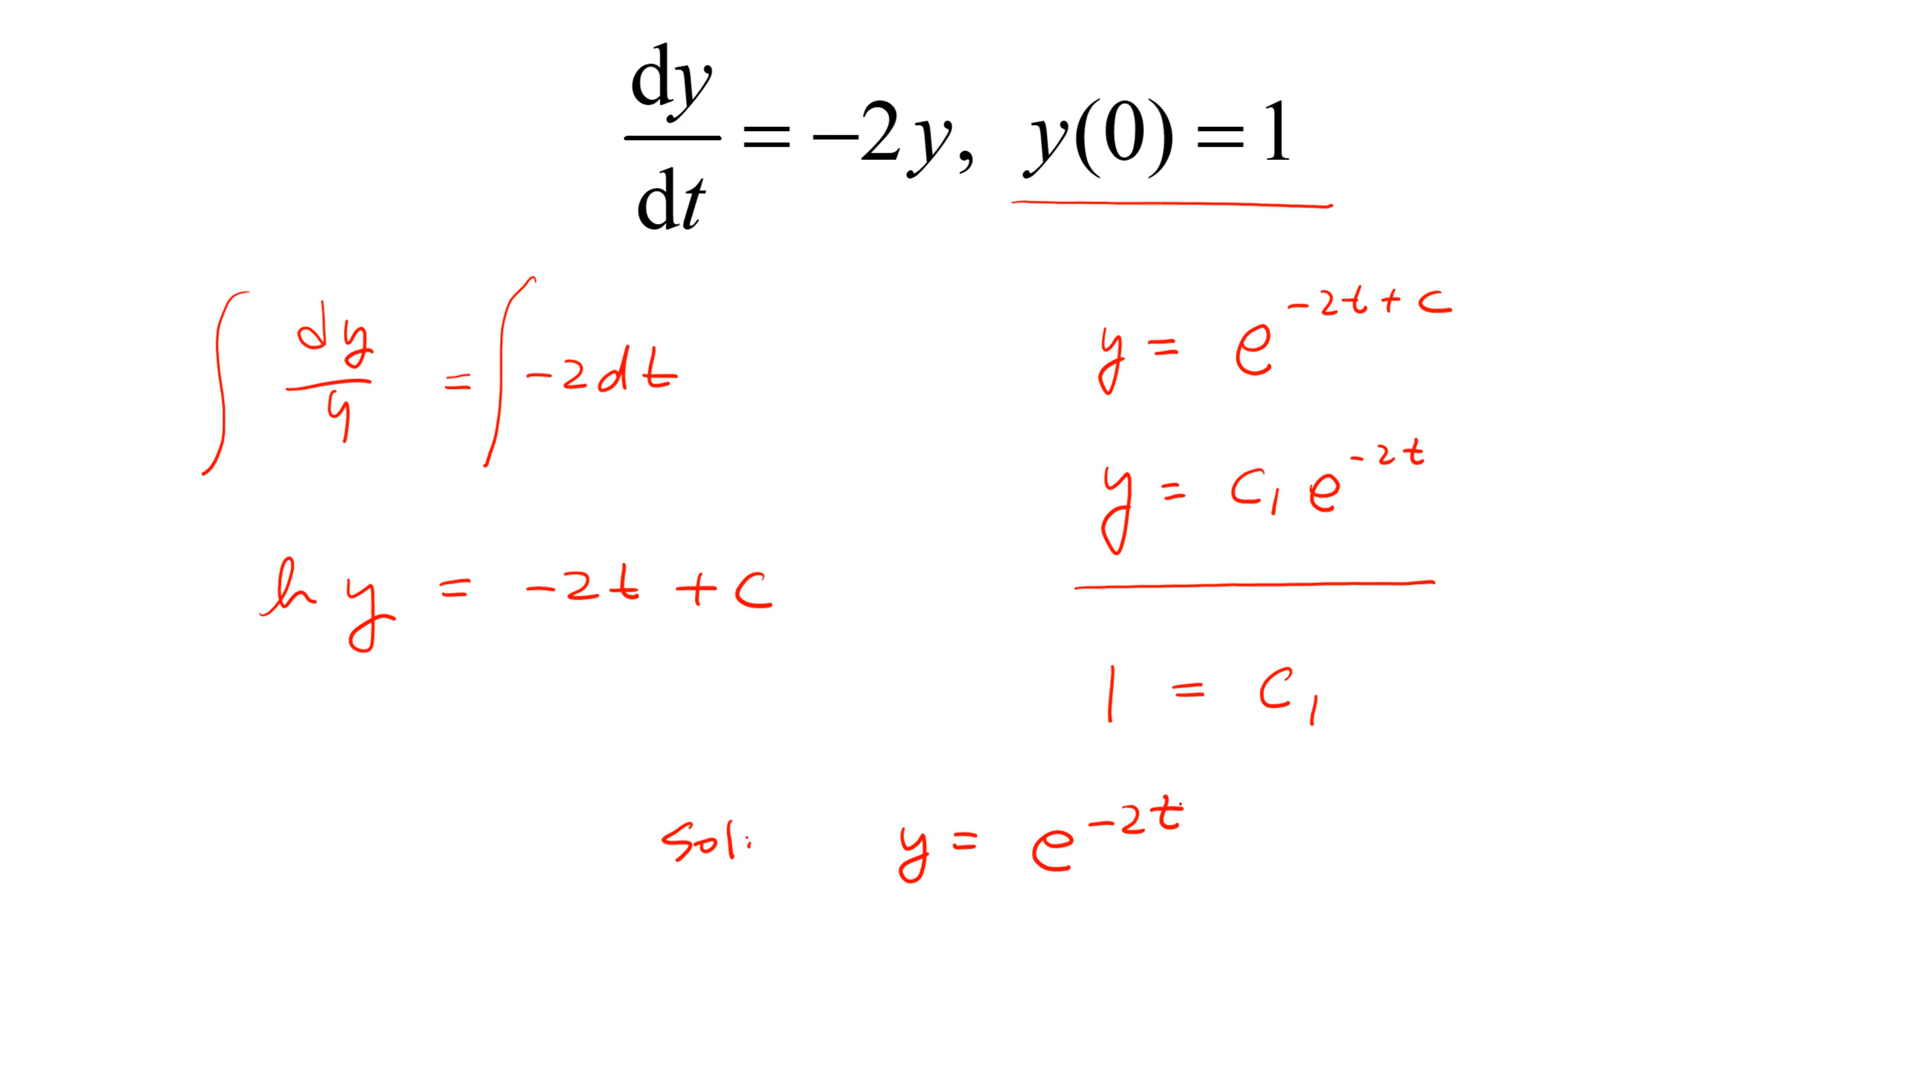 dy/dt = −2y, y(0) = 1
∫ dy/y = ∫ -2dt
ln y = -2t + c
y = e^{-2t+c}
y = c₁ e^{-2t}
1 = c₁
Sol: y = e^{-2t}